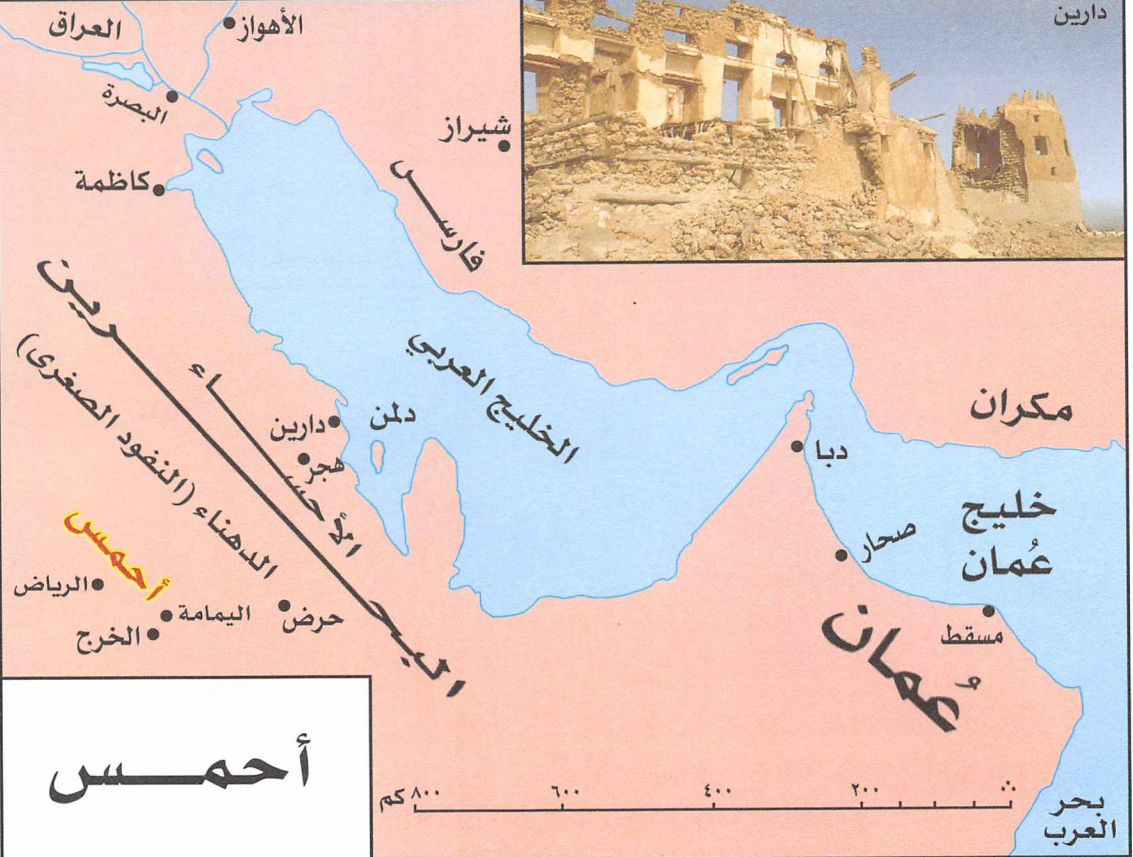 العراق
الأهواز
دارين
البصرة
شيراز
كاظمة
فارس
البحرين
الأحساء
الدهناء (النفود الصغرى)
الخليج العربي
مكران
دارين
دلمن
هجر
دبا
خليج
عُمان
صحار
أحمس
الرياض
اليمامة
حرض
الخرج
مسقط
عُمان
أحمس
كم ٨٠٠ ٦٠٠ ٤٠٠ ٢٠٠
بحر
العرب